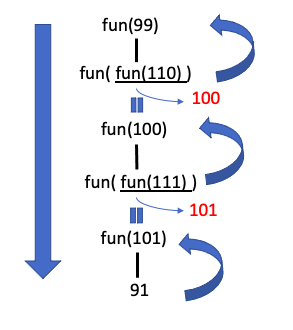 fun(99)
fun( fun(110) )
100
fun(100)
fun( fun(111) )
101
fun(101)
91